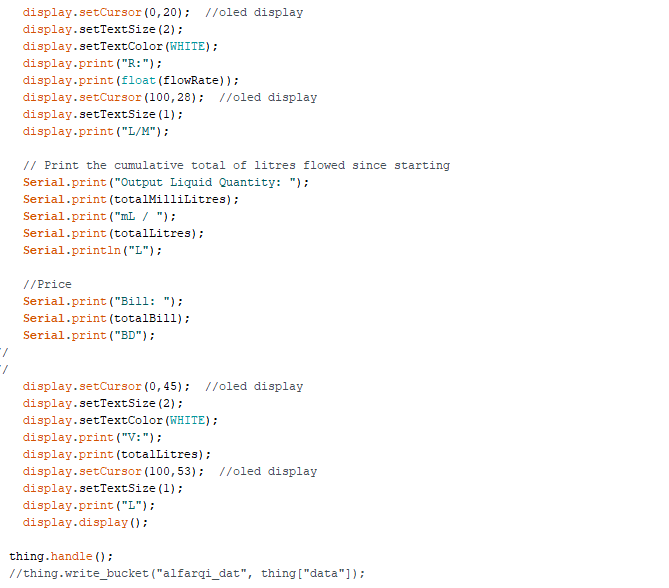 display.setCursor(0,20);  //oled display
display.setTextSize(2);
display.setTextColor(WHITE);
display.print("R:");
display.print(float(flowRate));
display.setCursor(100,28);  //oled display
display.setTextSize(1);
display.print("L/M");
// Print the cumulative total of litres flowed since starting
Serial.print("Output Liquid Quantity: ");
Serial.print(totalMilliLitres);
Serial.print("mL / ");
Serial.print(totalLitres);
Serial.println("L");
//Price
Serial.print("Bill: ");
Serial.print(totalBill);
Serial.print("BD");
//
//
display.setCursor(0,45);  //oled display
display.setTextSize(2);
display.setTextColor(WHITE);
display.print("V:");
display.print(totalLitres);
display.setCursor(100,53);  //oled display
display.setTextSize(1);
display.print("L");
display.display();
thing.handle();
//thing.write_bucket("alfarqi_dat", thing["data"]);